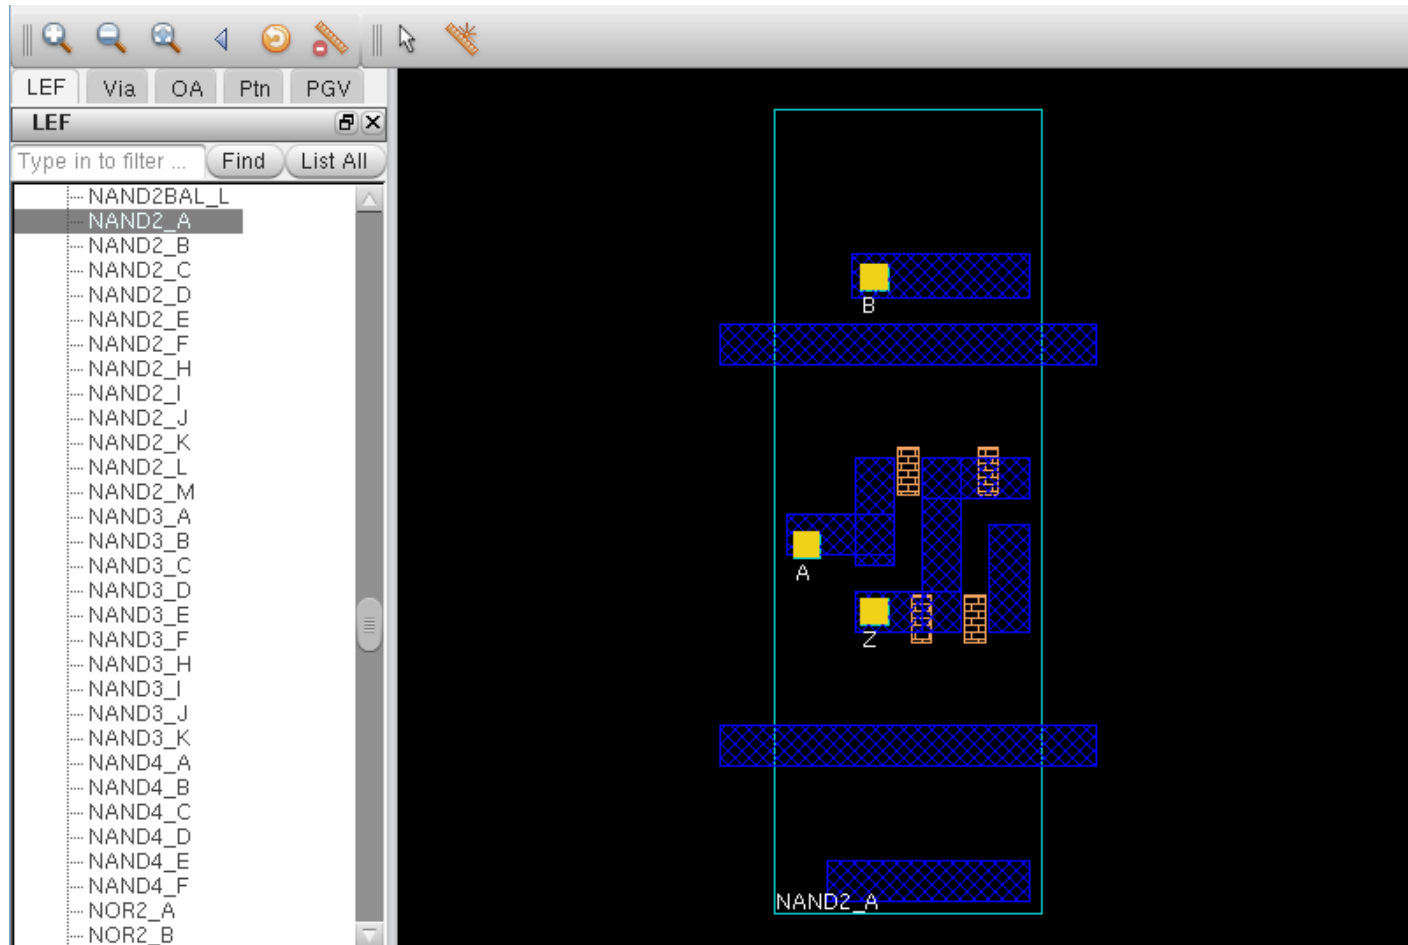 LEF Via OA Ptn PGV
LEF
Type in to filter ... Find List All
NAND2BAL_L
NAND2_A
NAND2_B
NAND2_C
NAND2_D
NAND2_E
NAND2_F
NAND2_H
NAND2_I
NAND2_J
NAND2_K
NAND2_L
NAND2_M
NAND3_A
NAND3_B
NAND3_C
NAND3_D
NAND3_E
NAND3_F
NAND3_H
NAND3_I
NAND3_J
NAND3_K
NAND4_A
NAND4_B
NAND4_C
NAND4_D
NAND4_E
NAND4_F
NOR2_A
NOR2_B
B
A
Z
NAND2_A